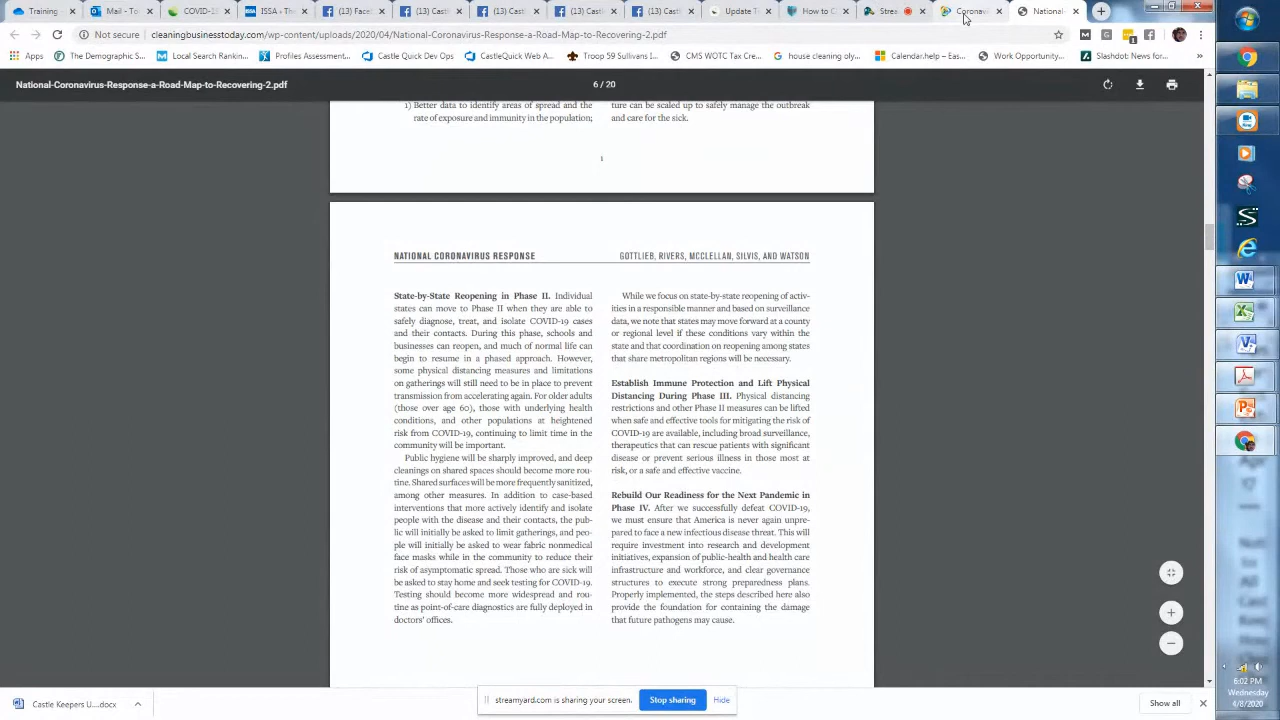 Training
Mail - To
COVID-1
ISSA • The
(13) Face
(13) Cast
(13) Cast
(13) Cast
(13) Cast
Update T
How to C
Stre
Coronavi
National-
Not secure
cleaningbusinesstoday.com/wp-content/uploads/2020/04/National-Coronavirus-Response-a-Road-Map-to-Recovering-2.pdf
Apps
The Demographic S...
Local Search Rankin...
Profiles Assessment...
Castle Quick Dev Ops
CastleQuick Web A...
Troop 59 Sullivans I...
CMS WOTC Tax Cre...
house cleaning oly...
Calendar.help – Eas...
Work Opportunity...
Slashdot: News for...
National-Coronavirus-Response-a-Road-Map-to-Recovering-2.pdf
6 / 20
1) Better data to identify areas of spread and the
rate of exposure and immunity in the population;
ture can be scaled up to safely manage the outbreak
and care for the sick.
1
NATIONAL CORONAVIRUS RESPONSE
GOTTLIEB, RIVERS, MCCLELLAN, SILVIS, AND WATSON
State-by-State Reopening in Phase II. Individual
states can move to Phase II when they are able to
safely diagnose, treat, and isolate COVID-19 cases
and their contacts. During this phase, schools and
businesses can reopen, and much of normal life can
begin to resume in a phased approach. However,
some physical distancing measures and limitations
on gatherings will still need to be in place to prevent
transmission from accelerating again. For older adults
(those over age 60), those with underlying health
conditions, and other populations at heightened
risk from COVID-19, continuing to limit time in the
community will be important.
Public hygiene will be sharply improved, and deep
cleanings on shared spaces should become more rou-
tine. Shared surfaces will be more frequently sanitized,
among other measures. In addition to case-based
interventions that more actively identify and isolate
people with the disease and their contacts, the pub-
lic will initially be asked to limit gatherings, and peo-
ple will initially be asked to wear fabric nonmedical
face masks while in the community to reduce their
risk of asymptomatic spread. Those who are sick will
be asked to stay home and seek testing for COVID-19.
Testing should become more widespread and rou-
tine as point-of-care diagnostics are fully deployed in
doctors' offices.
While we focus on state-by-state reopening of activ-
ities in a responsible manner and based on surveillance
data, we note that states may move forward at a county
or regional level if these conditions vary within the
state and that coordination on reopening among states
that share metropolitan regions will be necessary.
Establish Immune Protection and Lift Physical
Distancing During Phase III. Physical distancing
restrictions and other Phase II measures can be lifted
when safe and effective tools for mitigating the risk of
COVID-19 are available, including broad surveillance,
therapeutics that can rescue patients with significant
disease or prevent serious illness in those most at
risk, or a safe and effective vaccine.
Rebuild Our Readiness for the Next Pandemic in
Phase IV. After we successfully defeat COVID-19,
we must ensure that America is never again unpre-
pared to face a new infectious disease threat. This will
require investment into research and development
initiatives, expansion of public-health and health care
infrastructure and workforce, and clear governance
structures to execute strong preparedness plans.
Properly implemented, the steps described here also
provide the foundation for containing the damage
that future pathogens may cause.
streamyard.com is sharing your screen.
Stop sharing
Hide
Castle Keepers U....docx
Show all
6:02 PM
Wednesday
4/8/2020